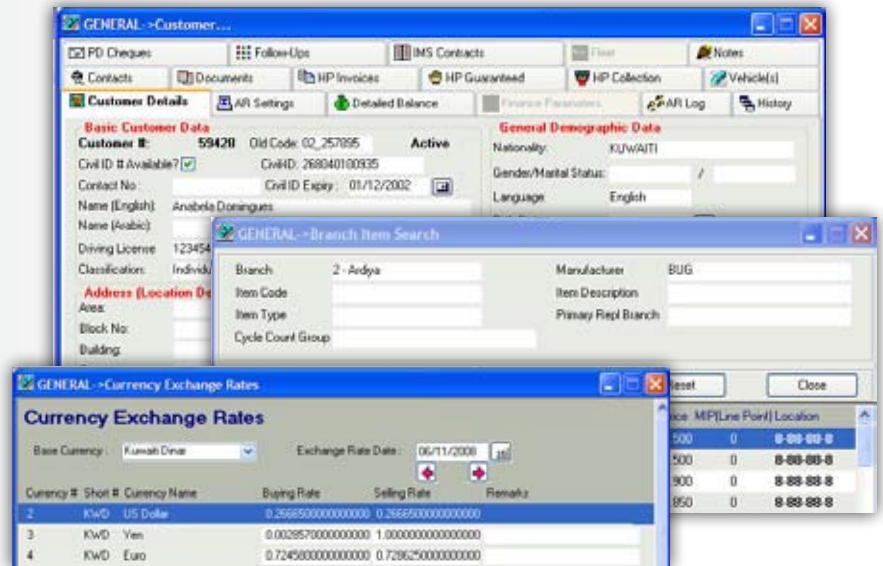 GENERAL->Customer...
PD Cheques Follow-Ups IMS Contracts Fleet Notes
Contacts Documents HP Invoices HP Guaranteed HP Collection Vehicle(s)
Customer Details AR Settings Detailed Balance Finance Parameters AR Log History
Basic Customer Data General Demographic Data
Customer #: 59420 Old Code: 02_257895 Active Nationality: KUWAITI
Civil ID # Available? CivilID: 268040100935 Gender/Marital Status: /
Contact No : Civil ID Expiry : 01/12/2002 Language: English
Name (English): Anabela Domingues
Name (Arabic):
Driving License 123454
Classification: Individu
Address (Location De
Area:
Block No:
Building:
GENERAL->Branch Item Search
Branch 2 - Ardiya Manufacturer BUG
Item Code Item Description
Item Type Primary Repl Branch
Cycle Count Group
Reset Close
ice MIP(Line Point) Location
500 0 8-88-88-8
500 0 8-88-88-8
900 0 8-88-88-8
850 0 8-88-88-8
GENERAL->Currency Exchange Rates
Currency Exchange Rates
Base Currency : Kuwaiti Dinar Exchange Rate Date : 06/11/2008
Currency # Short # Currency Name Buying Rate Selling Rate Remarks
2 KWD US Dollar 0.2666500000000000 0.2666500000000000
3 KWD Yen 0.0028570000000000 1.0000000000000000
4 KWD Euro 0.7245800000000000 0.7286250000000000